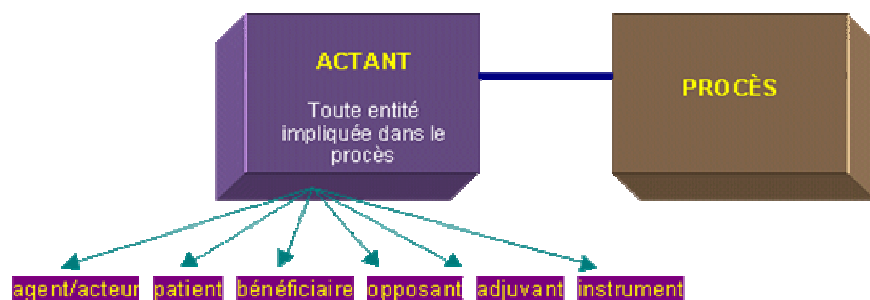 ACTANT
Toute entité
impliquée dans le
procès
PROCÈS
agent/acteur patient bénéficiaire opposant adjuvant instrument